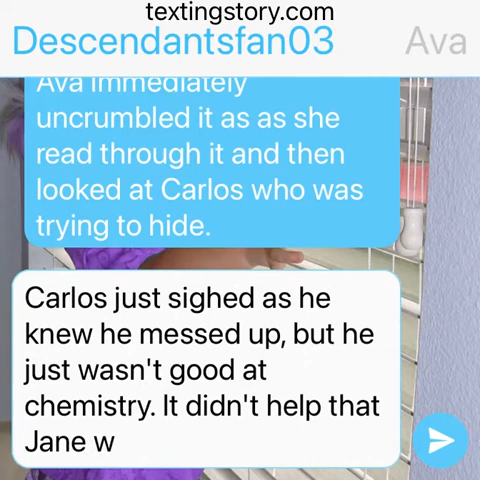 textingstory.com
Descendantsfan03 Ava
Ava immediately
uncrumbled it as as she
read through it and then
looked at Carlos who was
trying to hide.
Carlos just sighed as he
knew he messed up, but he
just wasn't good at
chemistry. It didn't help that
Jane w